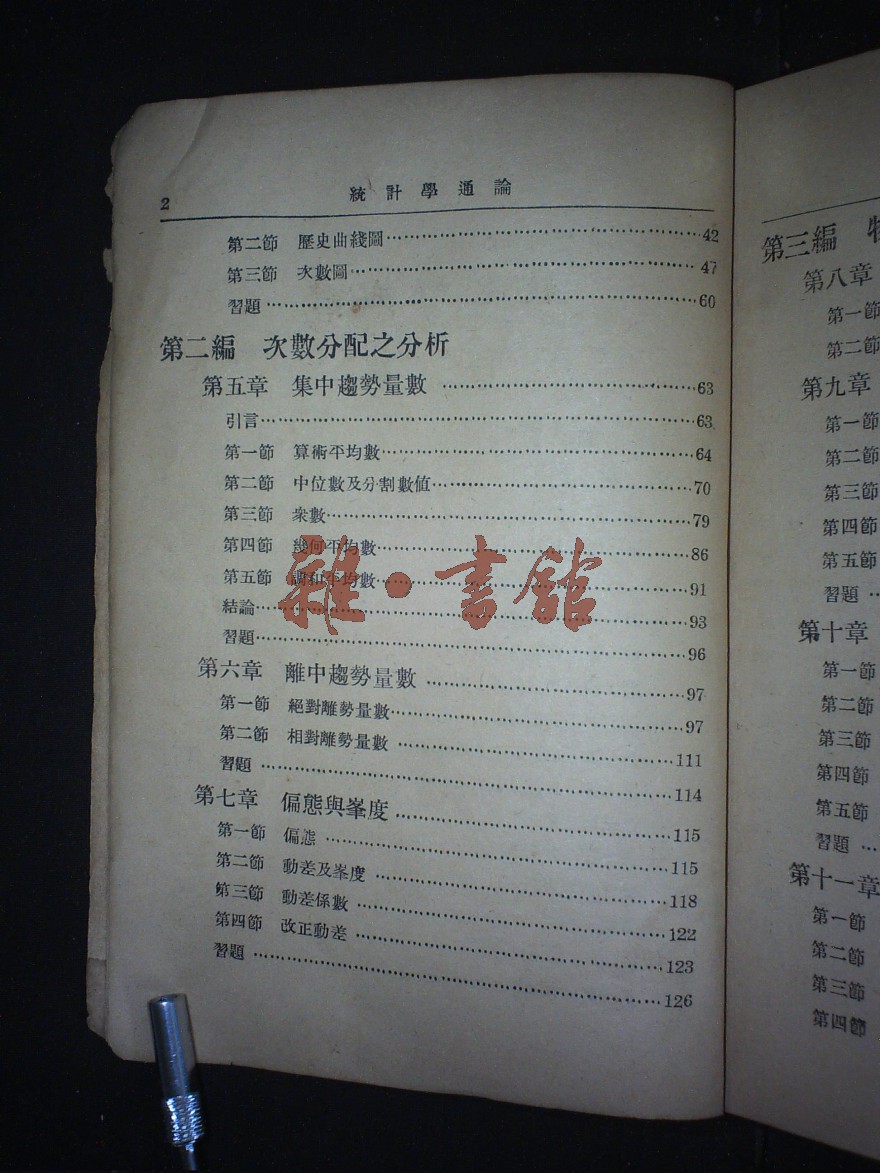 2 統計學通論
第二節 歷史曲綫圖 42
第三節 次數圖 47
習題 60
第二編 次數分配之分析
第五章 集中趨勢量數 63
引言 63
第一節 算術平均數 64
第二節 中位數及分割數值 70
第三節 衆數 79
第四節 幾何平均數 86
第五節 調和平均數 91
結論 93
習題 96
第六章 離中趨勢量數 97
第一節 絕對離勢量數 97
第二節 相對離勢量數 111
習題 114
第七章 偏態與峯度 115
第一節 偏態 115
第二節 動差及峯度 118
第三節 動差係數 122
第四節 改正動差 123
習題 126
雜·書館
第三編
第八章
第一節
第二節
第九章
第一節
第二節
第三節
第四節
第五節
習題
第十章
第一節
第二節
第三節
第四節
第五節
習題
第十一章
第一節
第二節
第三節
第四節